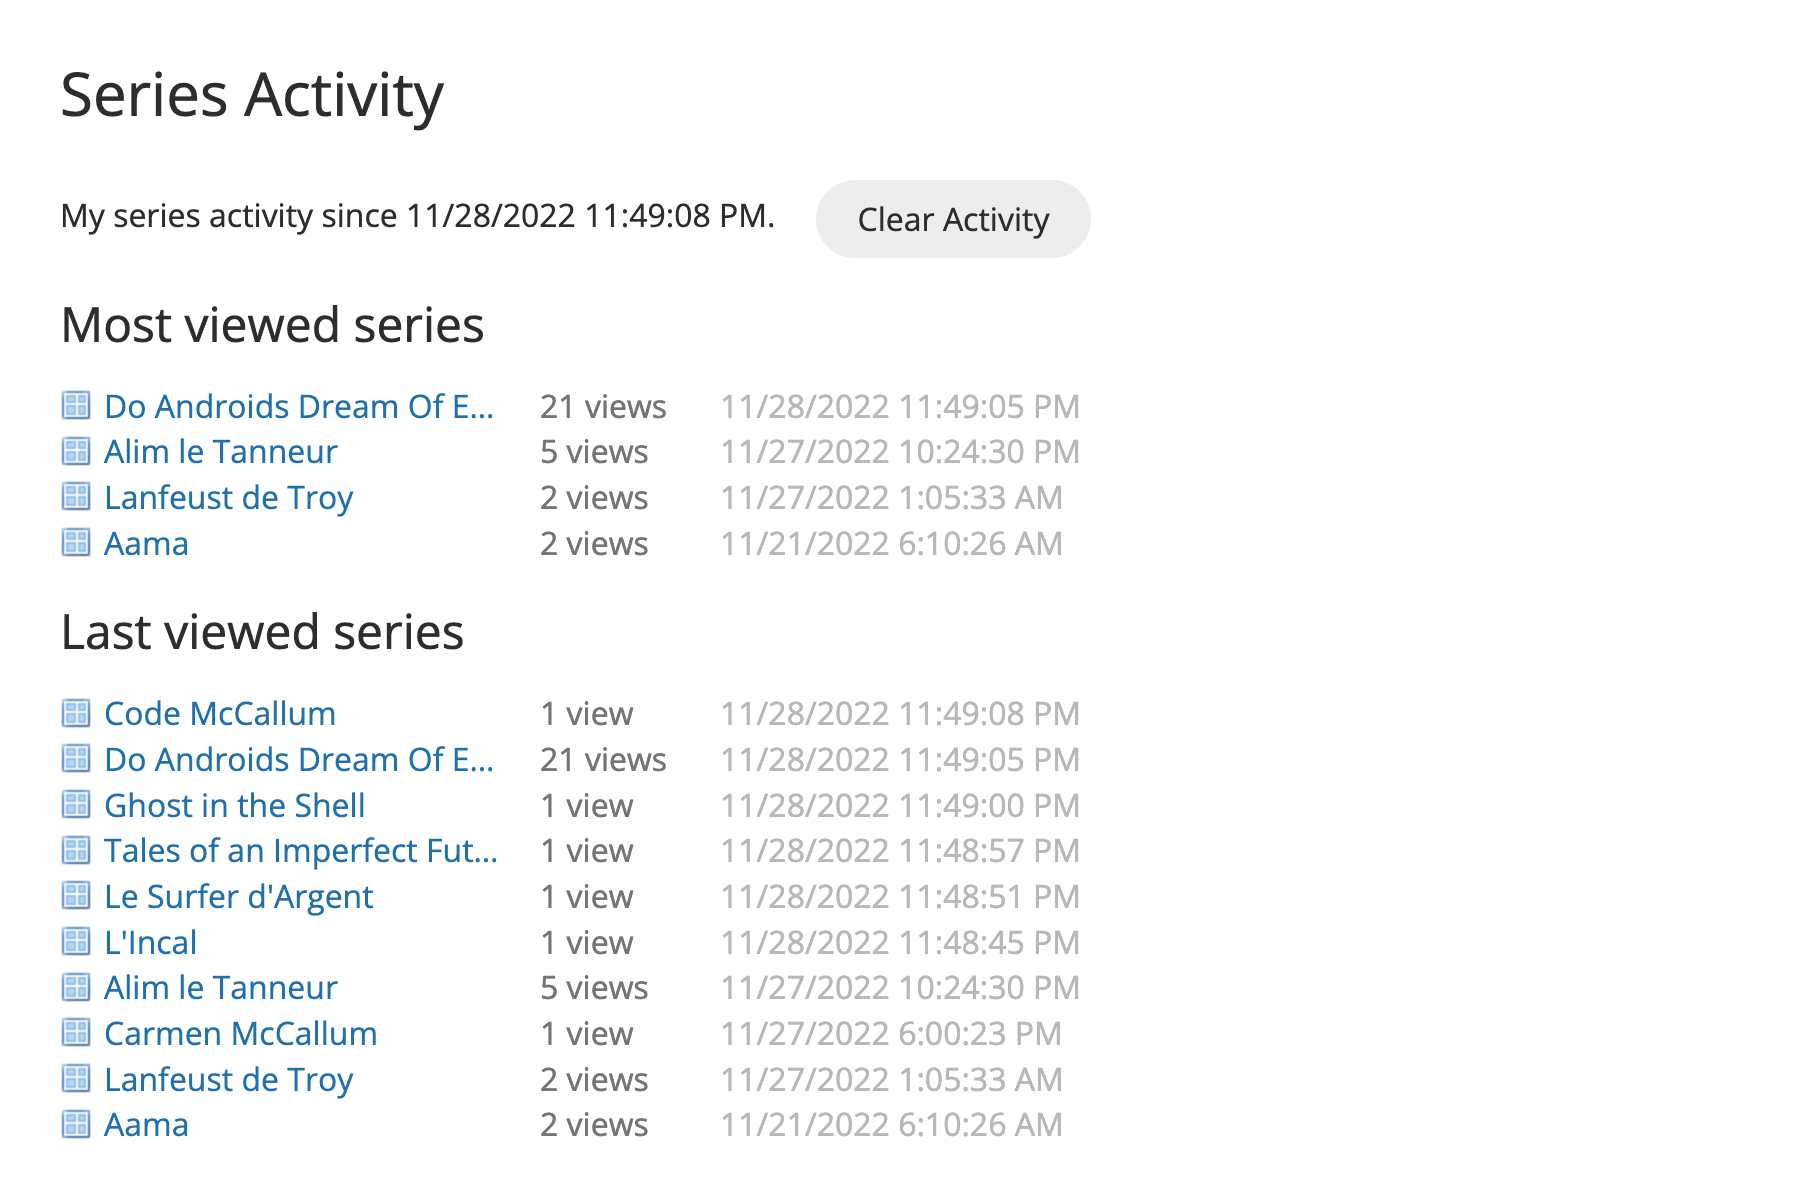 Series Activity
My series activity since 11/28/2022 11:49:08 PM. Clear Activity
Most viewed series
Do Androids Dream Of E... 21 views 11/28/2022 11:49:05 PM
Alim le Tanneur 5 views 11/27/2022 10:24:30 PM
Lanfeust de Troy 2 views 11/27/2022 1:05:33 AM
Aama 2 views 11/21/2022 6:10:26 AM
Last viewed series
Code McCallum 1 view 11/28/2022 11:49:08 PM
Do Androids Dream Of E... 21 views 11/28/2022 11:49:05 PM
Ghost in the Shell 1 view 11/28/2022 11:49:00 PM
Tales of an Imperfect Fut... 1 view 11/28/2022 11:48:57 PM
Le Surfer d'Argent 1 view 11/28/2022 11:48:51 PM
L'Incal 1 view 11/28/2022 11:48:45 PM
Alim le Tanneur 5 views 11/27/2022 10:24:30 PM
Carmen McCallum 1 view 11/27/2022 6:00:23 PM
Lanfeust de Troy 2 views 11/27/2022 1:05:33 AM
Aama 2 views 11/21/2022 6:10:26 AM